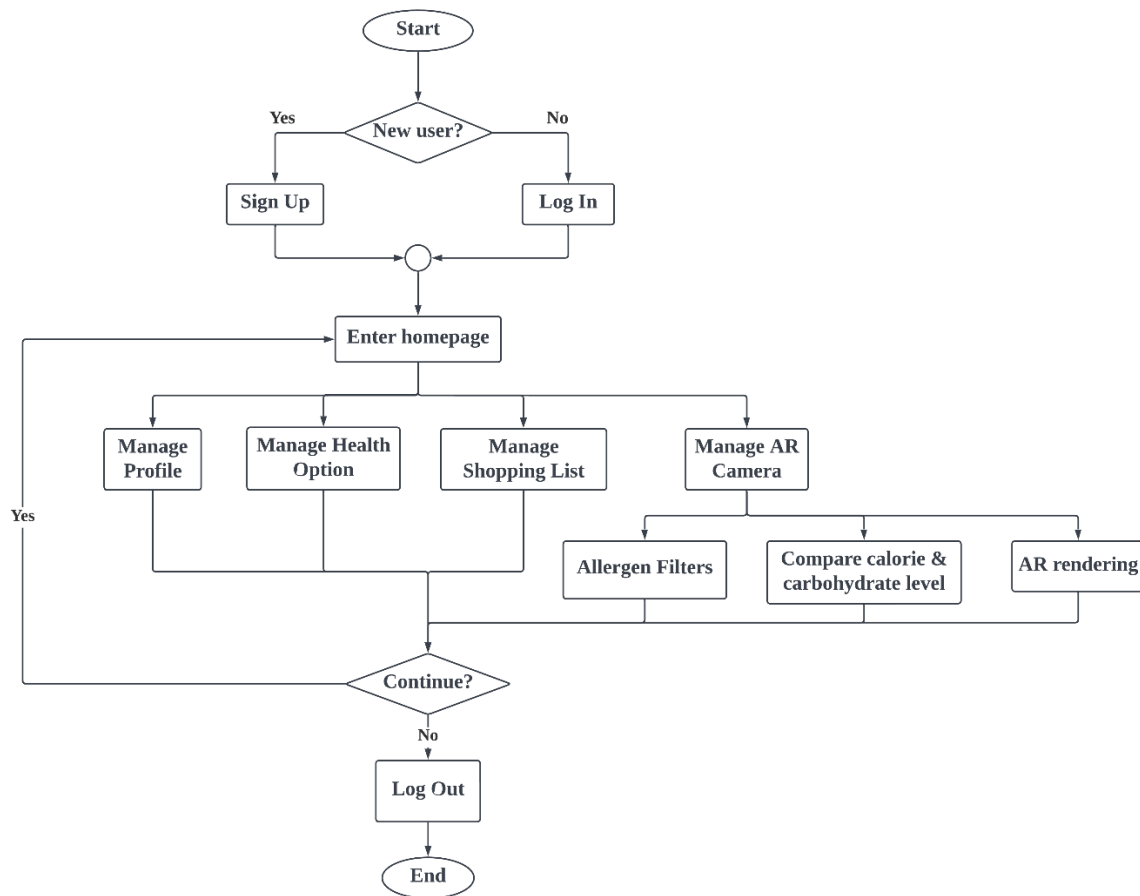 Start
Yes
No
New user?
Sign Up
Log In
Enter homepage
Manage
Profile
Manage Health
Option
Manage
Shopping List
Manage AR
Camera
Yes
Allergen Filters
Compare calorie &
carbohydrate level
AR rendering
Continue?
No
Log Out
End